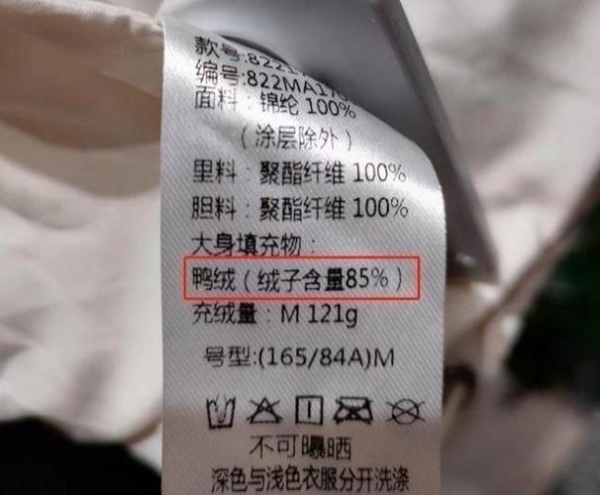 款号:8221
编号:822MA170
面料：锦纶 100%
（涂层除外）
里料：聚酯纤维 100%
胆料：聚酯纤维 100%
大身填充物：
鸭绒（绒子含量85%）
充绒量：M 121g
号型:(165/84A)M
不可曝晒
深色与浅色衣服分开洗涤